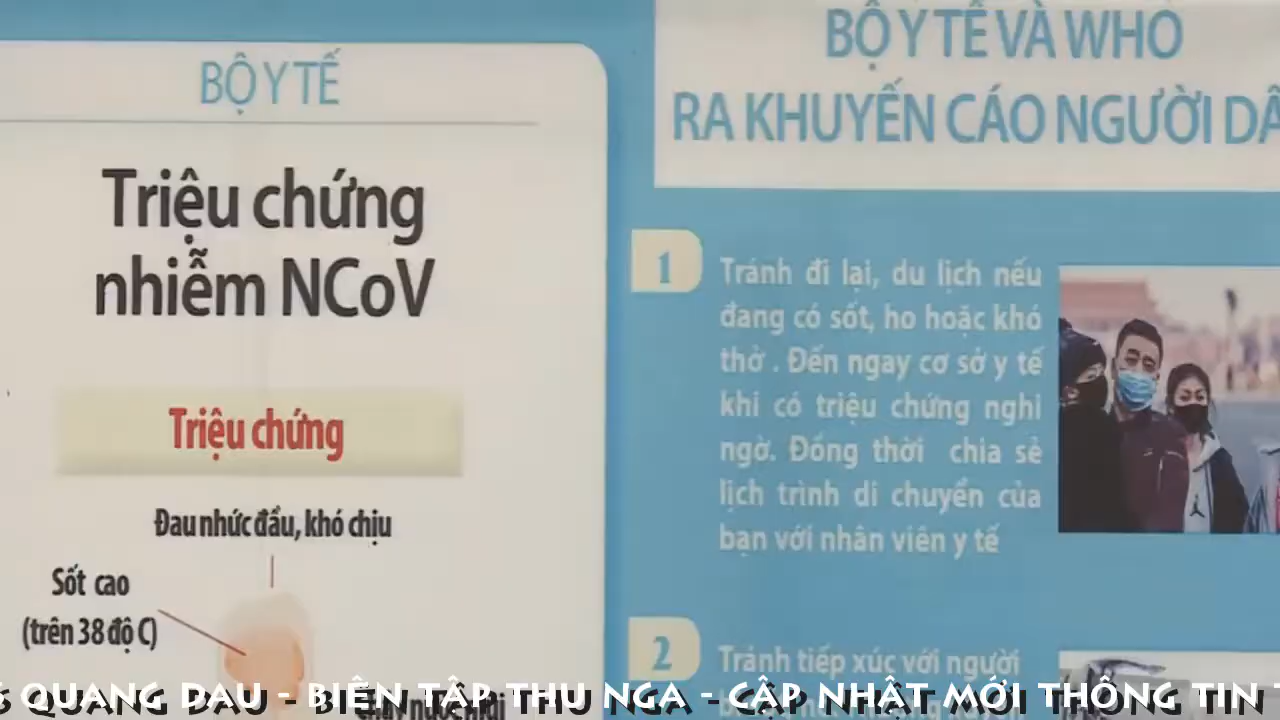 BỘ Y TẾ
Triệu chứng
nhiễm NCoV
Triệu chứng
Đau nhức đầu, khó chịu
Sốt cao
(trên 38 độ C)
BỘ Y TẾ VÀ WHO
RA KHUYẾN CÁO NGƯỜI
1
Tránh đi lại, du lịch nếu
đang có sốt, ho hoặc khó
thở . Đến ngay cơ sở y tế
khi có triệu chứng nghi
ngờ. Đồng thời chia sẻ
lịch trình di chuyển của
bạn với nhân viên y tế
2
Tránh tiếp xúc với người
QUANG DAU - BIÊN TẬP THU NGA - CẬP NHẬT MỚI THÔNG TIN